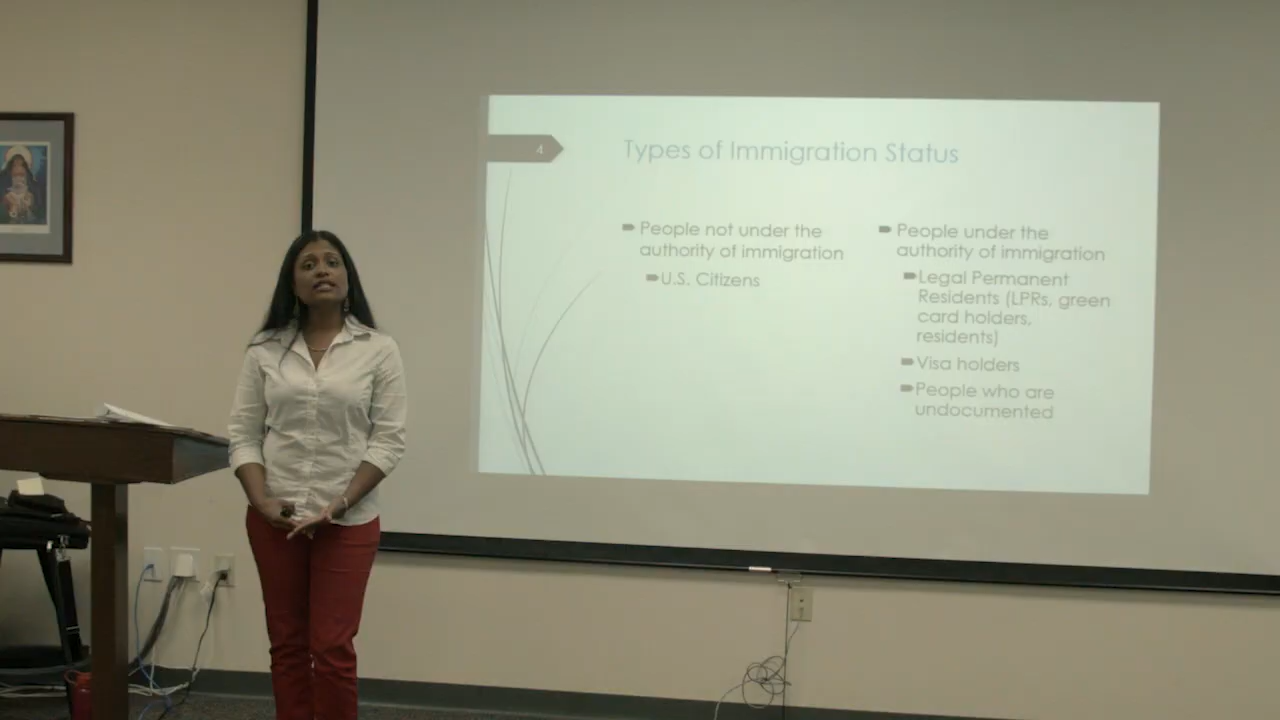 4
Types of Immigration Status
People not under the
authority of immigration
U.S. Citizens
People under the
authority of immigration
Legal Permanent
Residents (LPRs, green
card holders,
residents)
Visa holders
People who are
undocumented